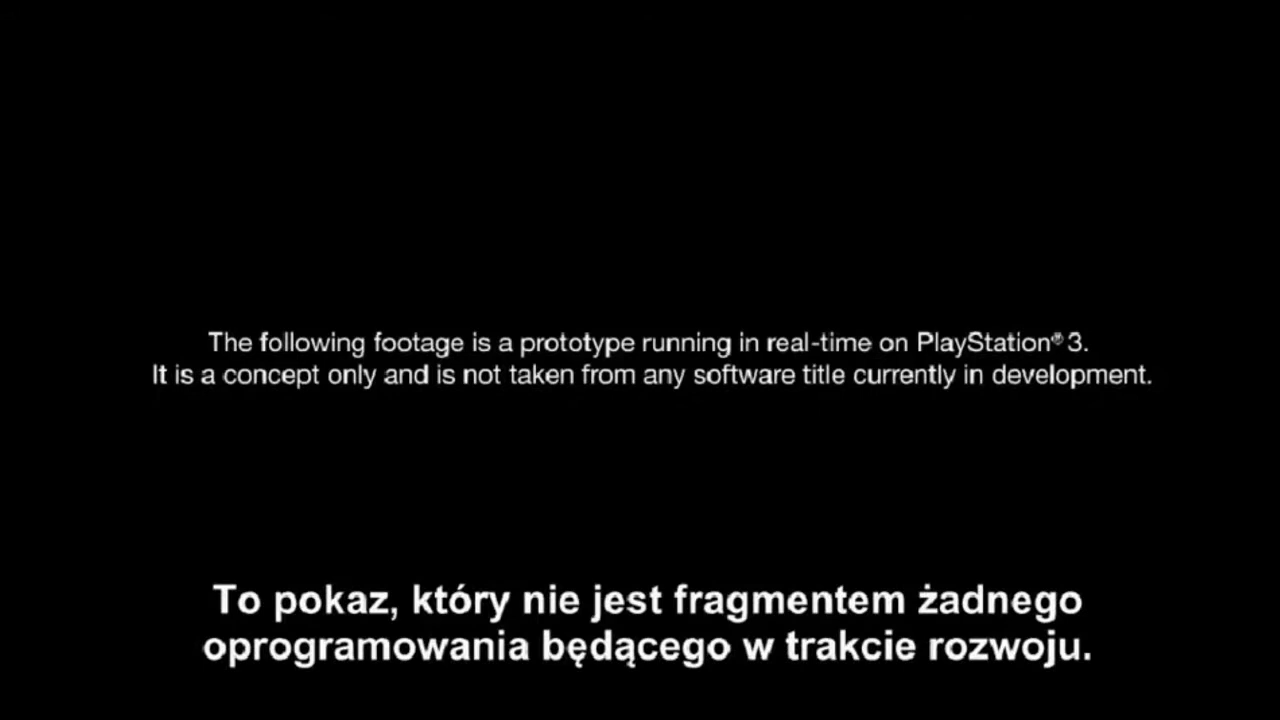 The following footage is a prototype running in real-time on PlayStation® 3.
It is a concept only and is not taken from any software title currently in development.
To pokaz, który nie jest fragmentem żadnego
oprogramowania będącego w trakcie rozwoju.